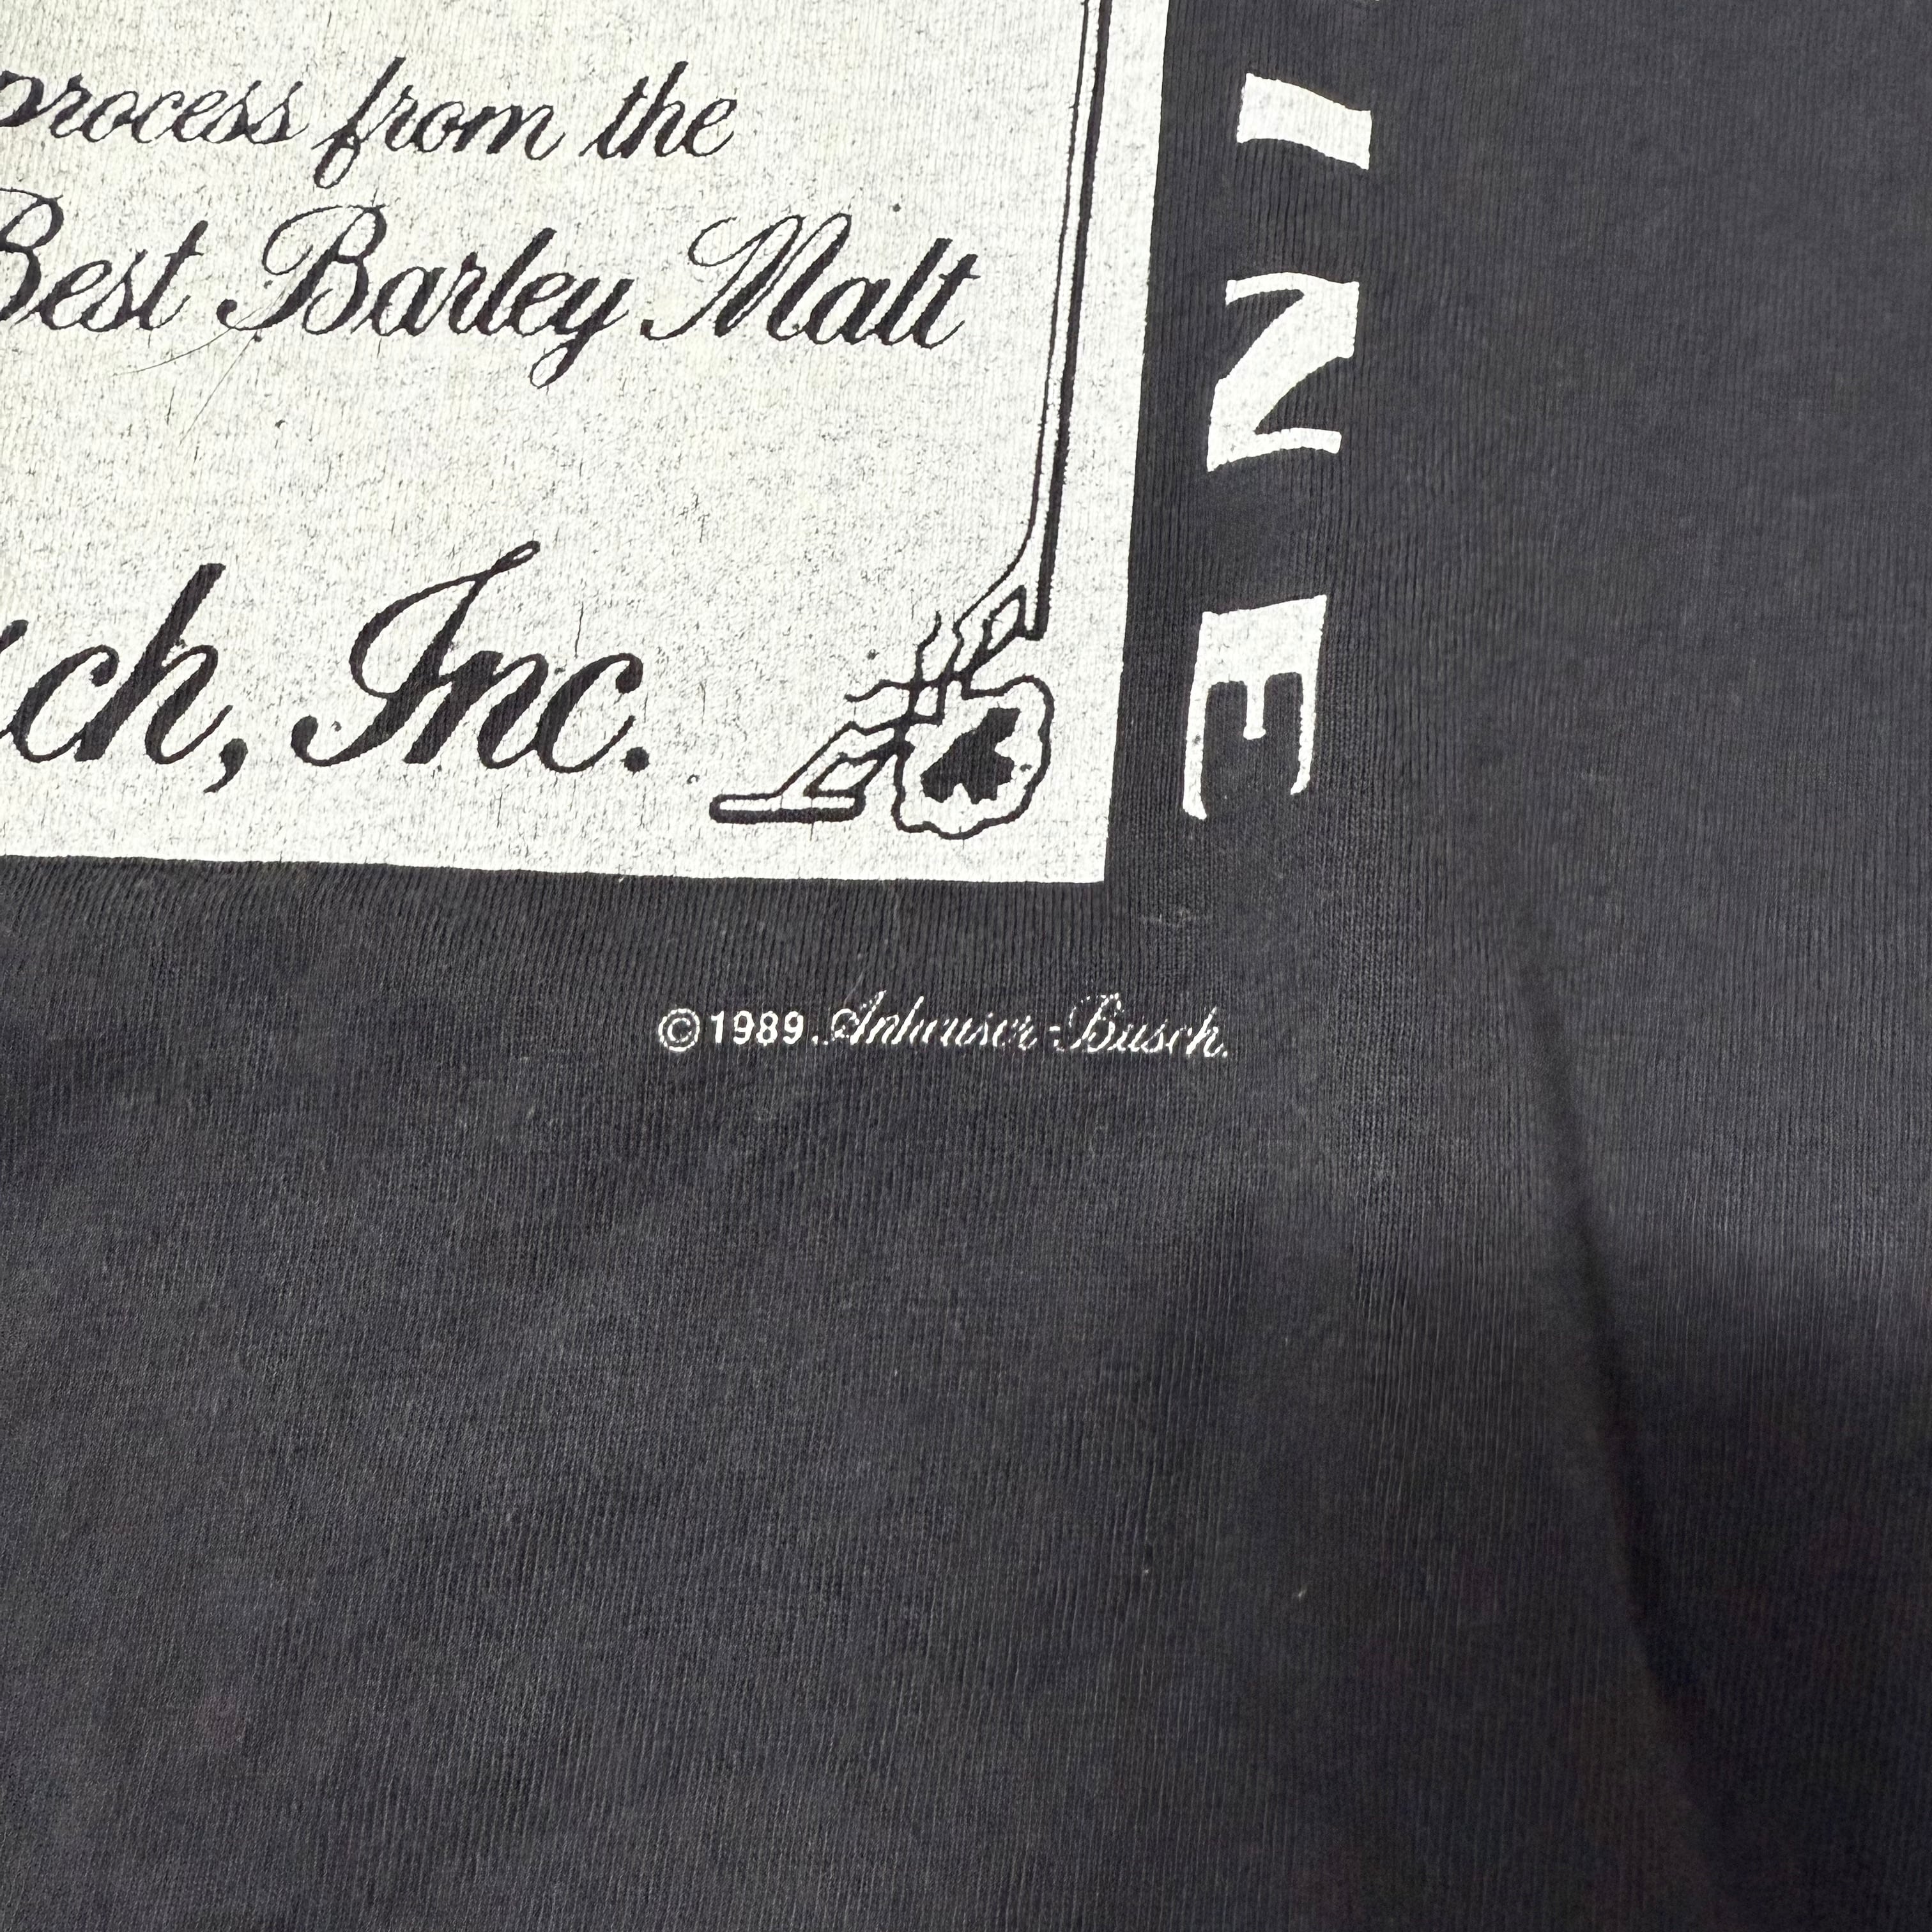 process from the
Best Barley Malt
ch, Inc.
INE
© 1989. Anheuser-Busch.